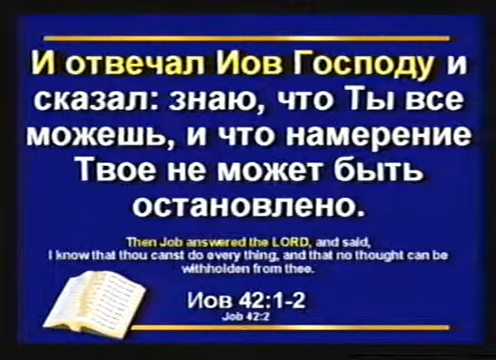 И отвечал Иов Господу и
сказал: знаю, что Ты все
можешь, и что намерение
Твое не может быть
остановлено.
Then Job answered the LORD, and said,
I know that thou canst do every thing, and that no thought can be
withholden from thee.
Иов 42:1-2
Job 42:2